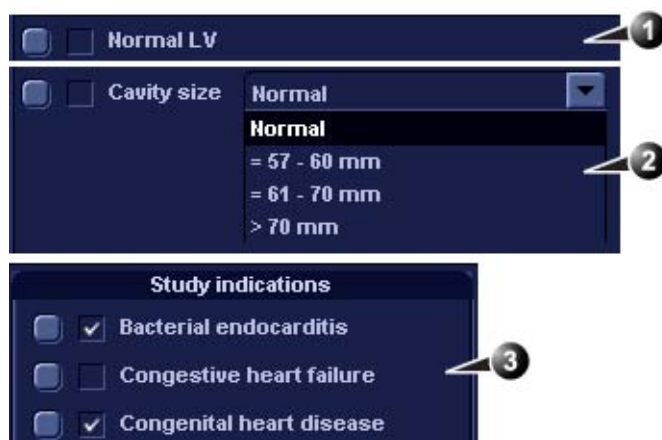 Normal LV
1
Cavity size Normal
Normal
= 57 - 60 mm
2
= 61 - 70 mm
> 70 mm
Study indications
Bacterial endocarditis
Congestive heart failure
3
Congenital heart disease